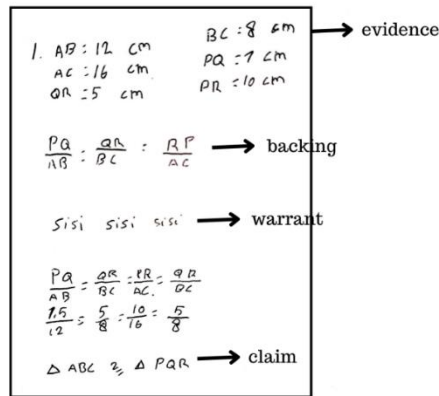 1. AB = 12 cm BC = 8 cm evidence
AC = 16 cm PQ = 7 cm
QR = 5 cm PR = 10 cm
PQ/AB = QR/BC = RP/AC backing
sisi sisi sisi warrant
PQ/AB = QR/BC = PR/AC = QR/BC
7.5/12 = 5/8 = 10/16 = 5/8
Δ ABC ≅ Δ PQR claim